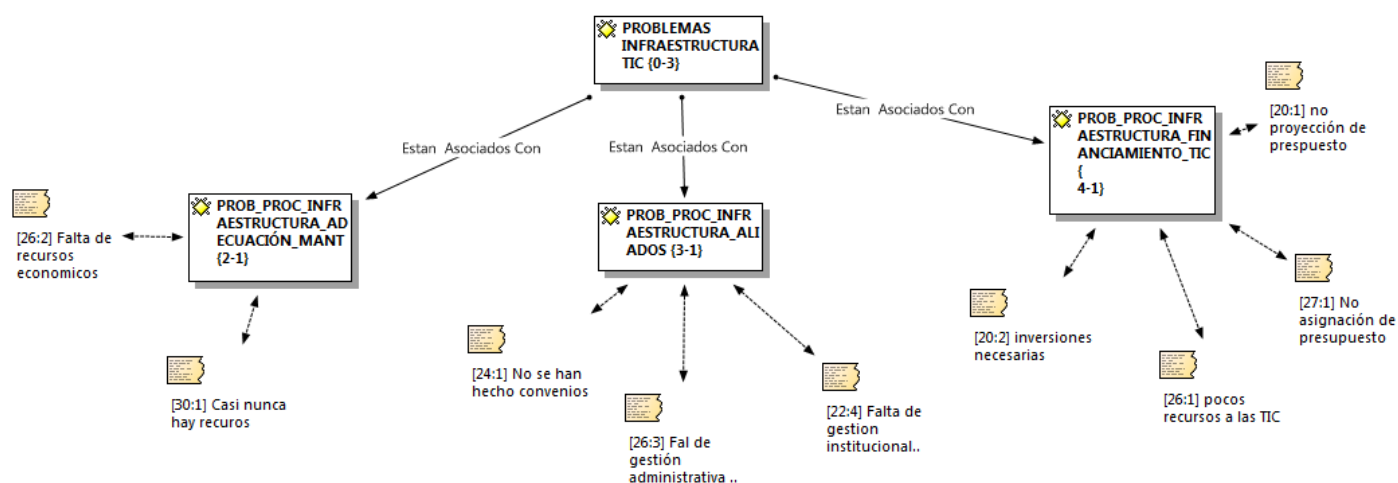 PROBLEMAS
INFRAESTRUCTURA
TIC {0-3}
Estan Asociados Con
Estan Asociados Con
Estan Asociados Con
PROB_PROC_INFR
AESTRUCTURA_AD
ECUACIÓN_MANT
{2-1}
PROB_PROC_INFR
AESTRUCTURA_ALI
ADOS {3-1}
PROB_PROC_INFR
AESTRUCTURA_FIN
ANCIAMIENTO_TIC
{
4-1}
[26:2] Falta de
recursos
economicos
[30:1] Casi nunca
hay recuros
[24:1] No se han
hecho convenios
[26:3] Fal de
gestión
administrativa ..
[22:4] Falta de
gestion
institucional..
[20:1] no
proyección de
prespuesto
[20:2] inversiones
necesarias
[26:1] pocos
recursos a las TIC
[27:1] No
asignación de
presupuesto